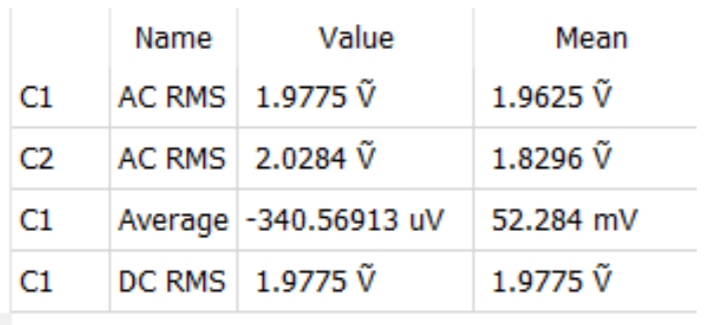 Name Value Mean
C1 AC RMS 1.9775 Ṽ 1.9625 Ṽ
C2 AC RMS 2.0284 Ṽ 1.8296 Ṽ
C1 Average -340.56913 uV 52.284 mV
C1 DC RMS 1.9775 Ṽ 1.9775 Ṽ